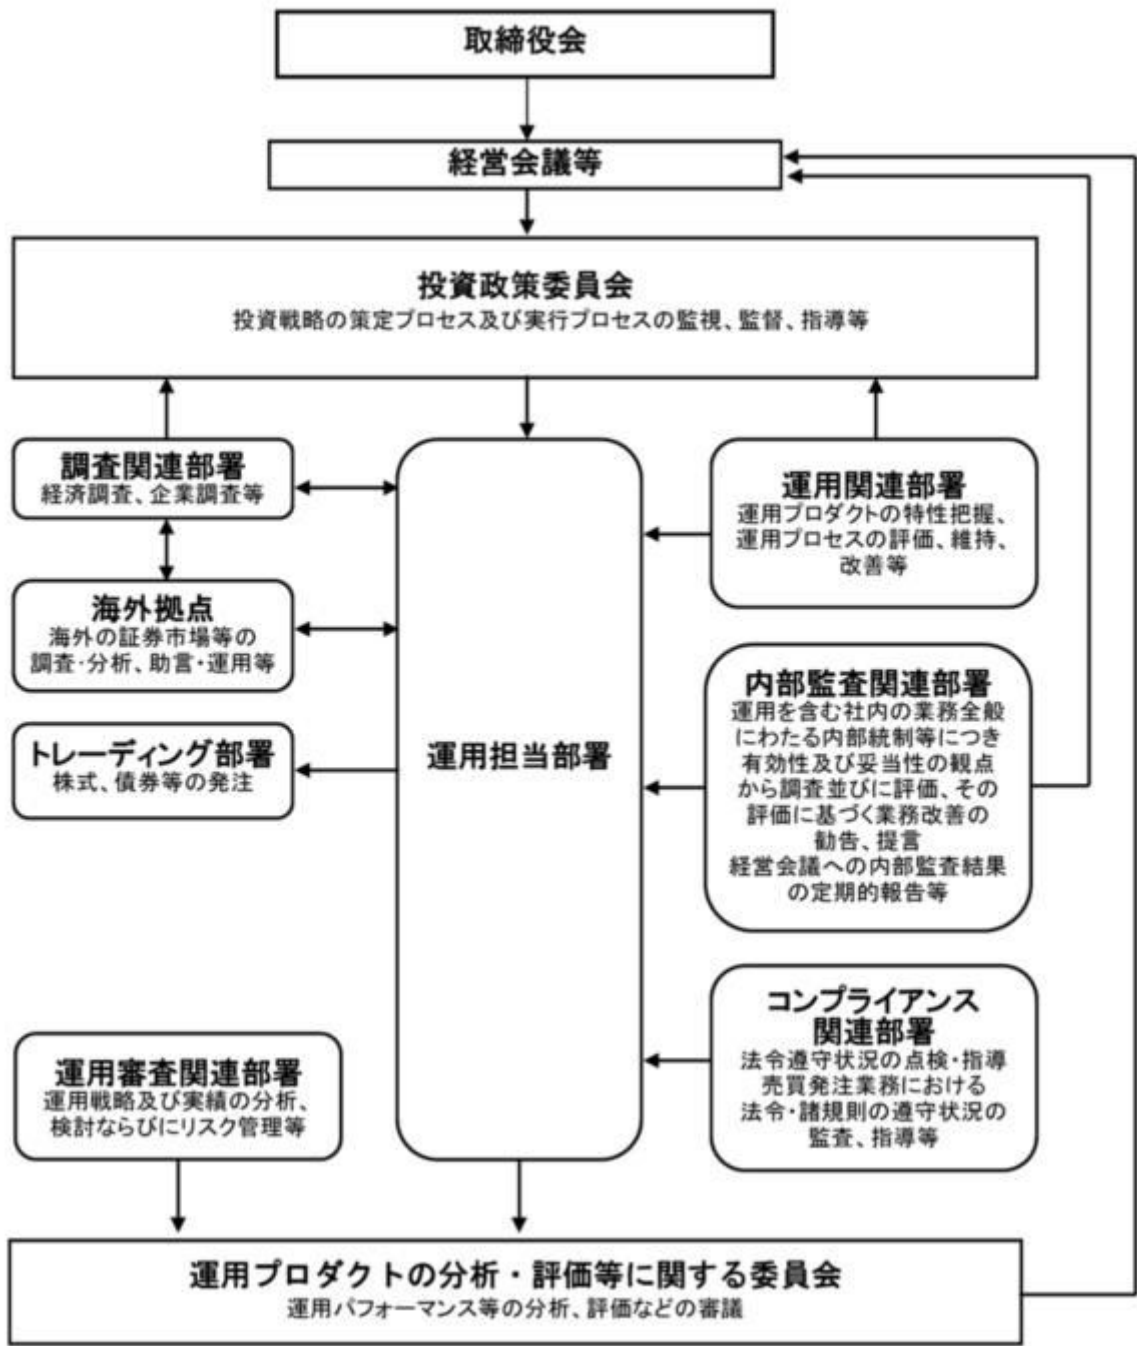 取締役会
経営会議等
投資政策委員会
投資戦略の策定プロセス及び実行プロセスの監視、監督、指導等
調査関連部署
経済調査、企業調査等
海外拠点
海外の証券市場等の
調査・分析、助言・運用等
トレーディング部署
株式、債券等の発注
運用担当部署
運用関連部署
運用プロダクトの特性把握、
運用プロセスの評価、維持、
改善等
内部監査関連部署
運用を含む社内の業務全般
にわたる内部統制等につき
有効性及び妥当性の観点
から調査並びに評価、その
評価に基づく業務改善の
勧告、提言
経営会議への内部監査結果
の定期的報告等
コンプライアンス
関連部署
法令遵守状況の点検・指導
売買発注業務における
法令・諸規則の遵守状況の
監査、指導等
運用審査関連部署
運用戦略及び実績の分析、
検討ならびにリスク管理等
運用プロダクトの分析・評価等に関する委員会
運用パフォーマンス等の分析、評価などの審議